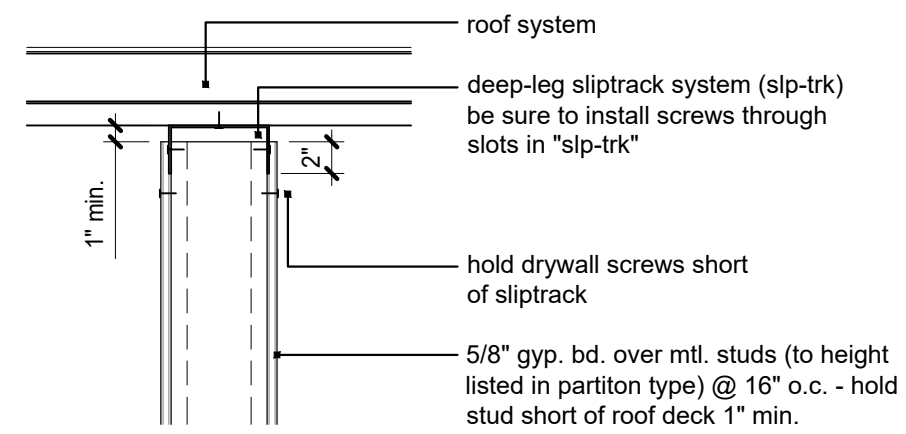 roof system
deep-leg sliptrack system (slp-trk)
be sure to install screws through
slots in "slp-trk"
2"
1" min.
hold drywall screws short
of sliptrack
5/8" gyp. bd. over mtl. studs (to height
listed in partiton type) @ 16" o.c. - hold
stud short of roof deck 1" min.